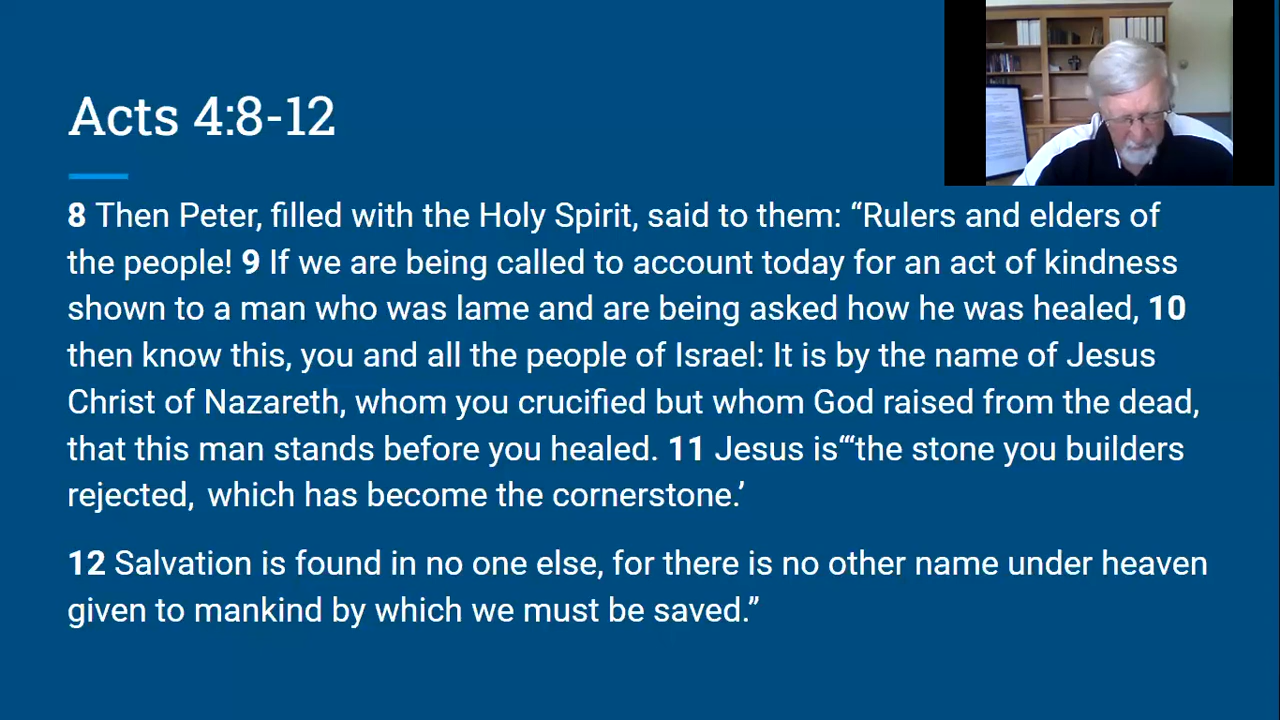 Acts 4:8-12
8 Then Peter, filled with the Holy Spirit, said to them: “Rulers and elders of
the people! 9 If we are being called to account today for an act of kindness
shown to a man who was lame and are being asked how he was healed, 10
then know this, you and all the people of Israel: It is by the name of Jesus
Christ of Nazareth, whom you crucified but whom God raised from the dead,
that this man stands before you healed. 11 Jesus is“‘the stone you builders
rejected, which has become the cornerstone.’
12 Salvation is found in no one else, for there is no other name under heaven
given to mankind by which we must be saved.”